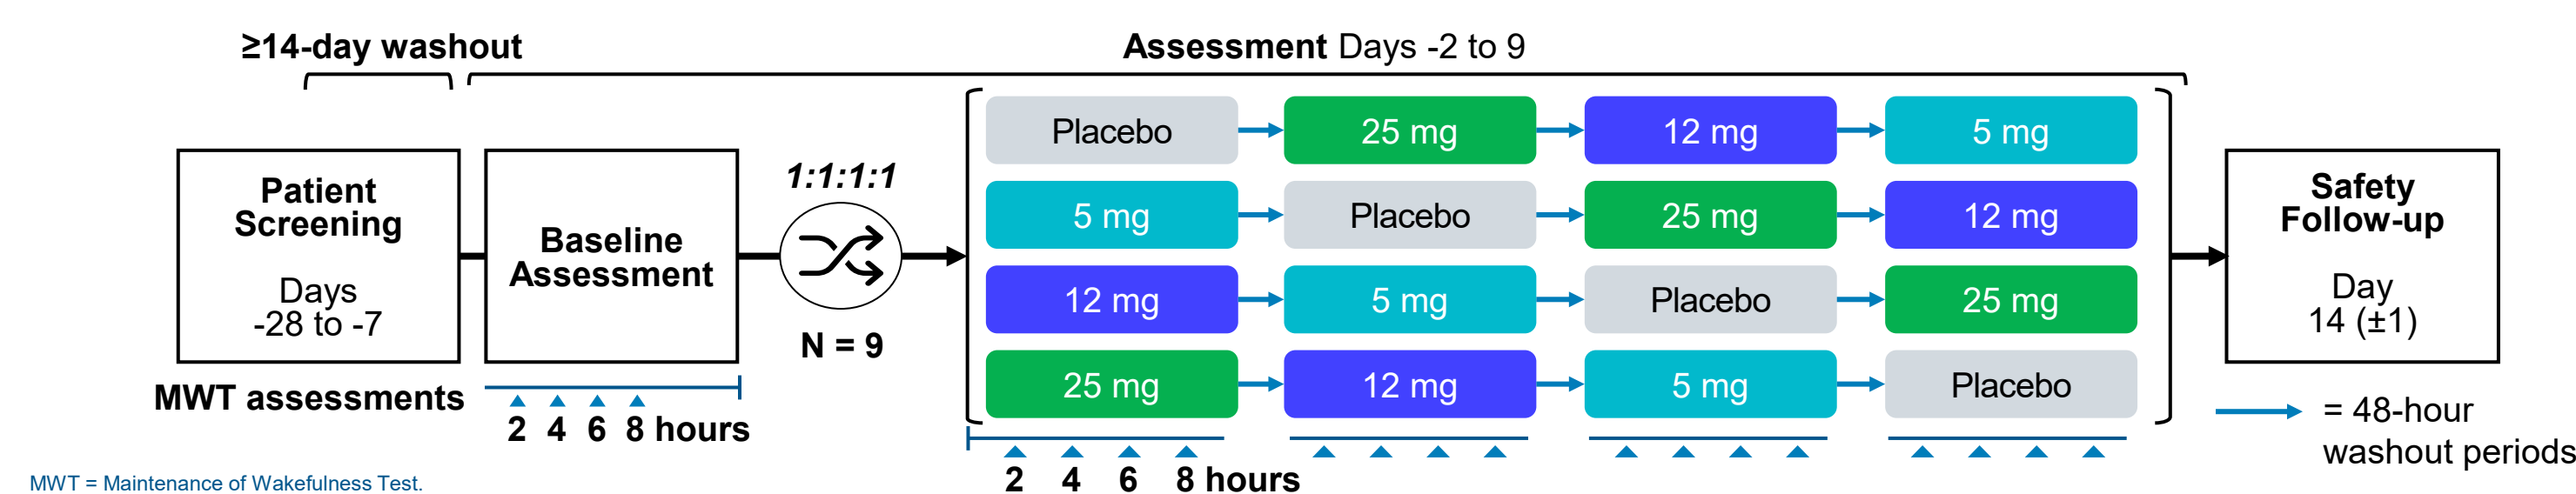 ≥14-day washout
Assessment Days -2 to 9
Patient
Screening
Days
-28 to -7
Baseline
Assessment
1:1:1:1
N = 9
Placebo
25 mg
12 mg
5 mg
5 mg
Placebo
25 mg
12 mg
12 mg
5 mg
Placebo
25 mg
25 mg
12 mg
5 mg
Placebo
Safety
Follow-up
Day
14 (±1)
MWT assessments
2 4 6 8 hours
2 4 6 8 hours
= 48-hour
washout periods
MWT = Maintenance of Wakefulness Test.